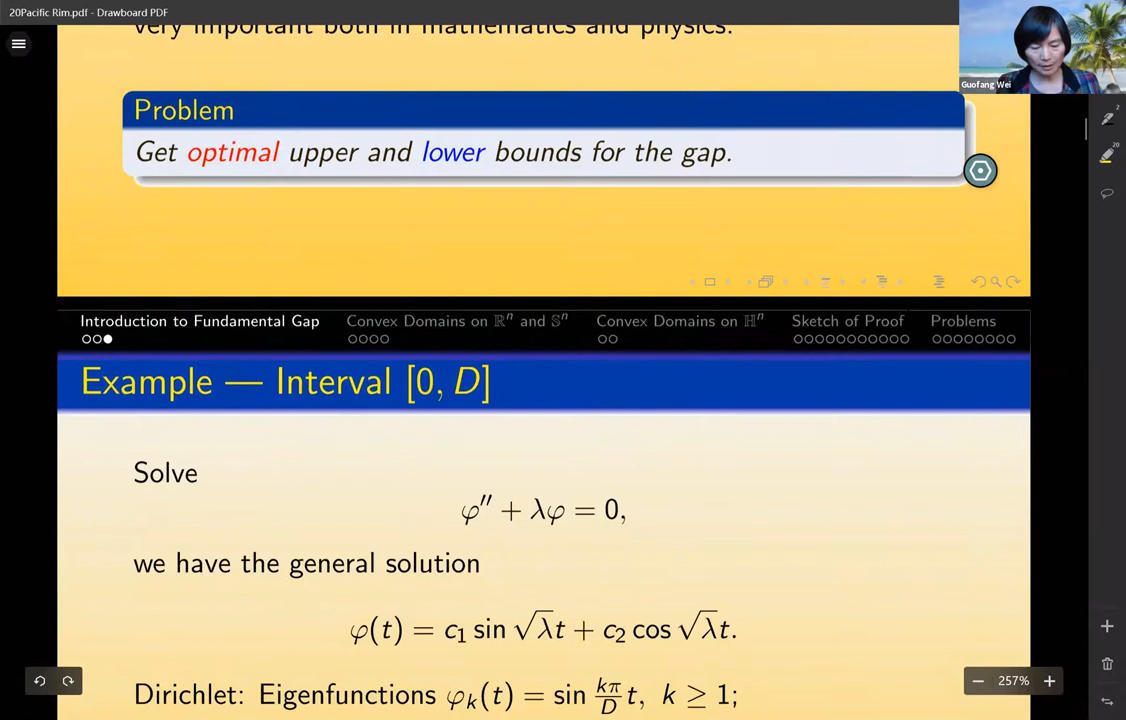 20Pacific Rim.pdf - Drawboard PDF
very important both in mathematics and physics.
Guofang Wei
Problem
Get optimal upper and lower bounds for the gap.
2
20
Introduction to Fundamental Gap Convex Domains on ℝⁿ and 𝕊ⁿ Convex Domains on ℍⁿ Sketch of Proof Problems
Example — Interval [0, D]
Solve
φ′′ + λφ = 0,
we have the general solution
φ(t) = c₁ sin √λt + c₂ cos √λt.
Dirichlet: Eigenfunctions φₖ(t) = sin kπ/D t, k ≥ 1;
257%